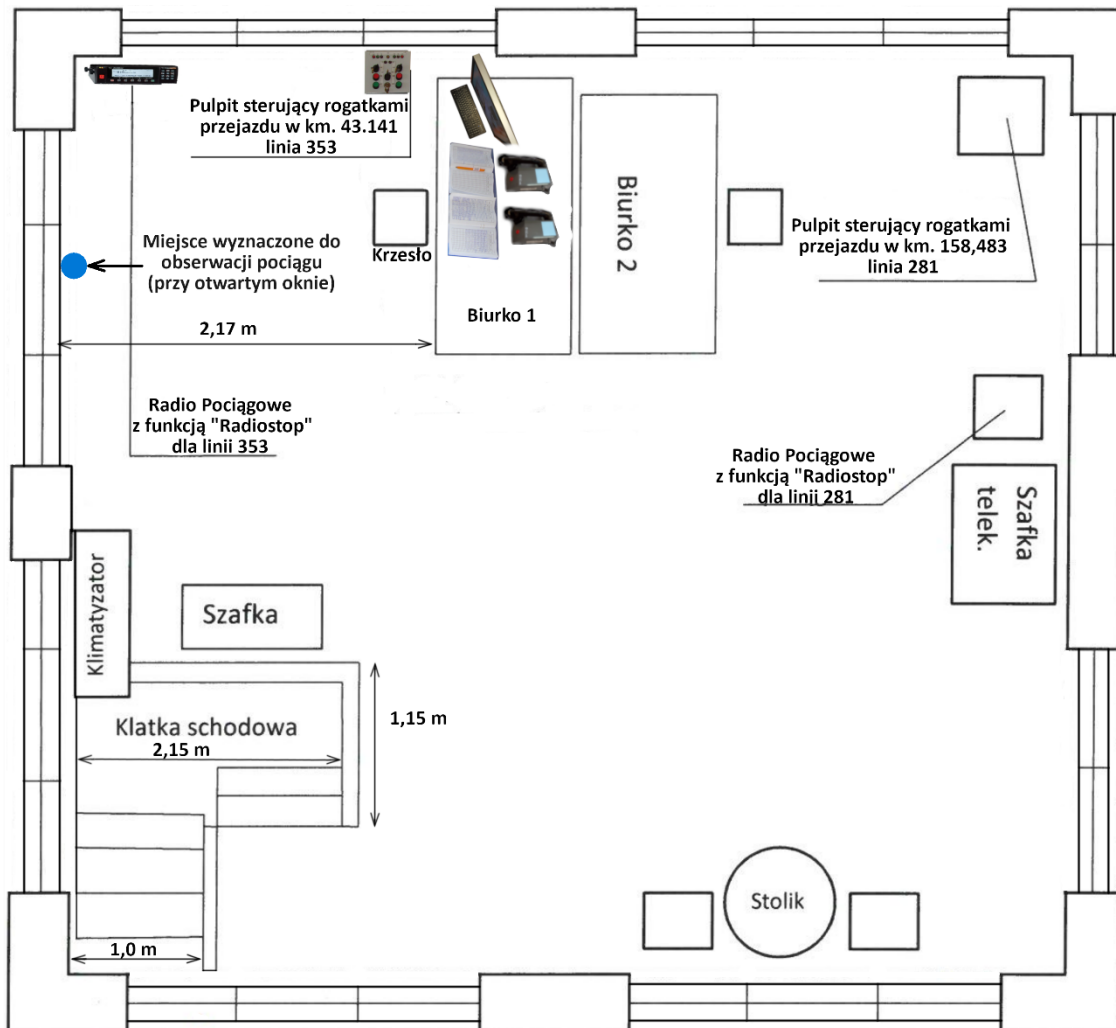 Pulpit sterujący rogatkami
przejazdu w km. 43.141
linia 353
Biurko 2
Pulpit sterujący rogatkami
przejazdu w km. 158,483
linia 281
Miejsce wyznaczone do
obserwacji pociągu
(przy otwartym oknie)
Krzesło
Biurko 1
2,17 m
Radio Pociągowe
z funkcją "Radiostop"
dla linii 353
Radio Pociągowe
z funkcją "Radiostop"
dla linii 281
Szafka
telek.
Klimatyzator
Szafka
Klatka schodowa
2,15 m
1,15 m
Stolik
1,0 m